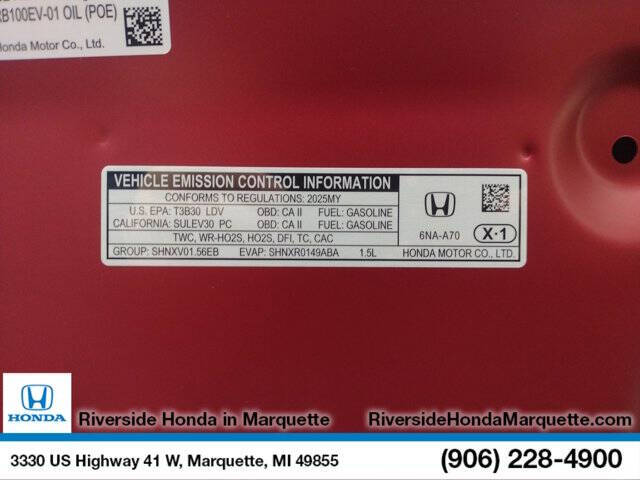 RB100EV-01 OIL (POE)
Honda Motor Co., Ltd.
VEHICLE EMISSION CONTROL INFORMATION
CONFORMS TO REGULATIONS: 2025MY
U.S. EPA: T3B30 LDV OBD: CA II FUEL: GASOLINE
CALIFORNIA: SULEV30 PC OBD: CA II FUEL: GASOLINE
TWC, WR-HO2S, HO2S, DFI, TC, CAC
GROUP: SHNXV01.56EB EVAP: SHNXR0149ABA 1.5L
6NA-A70 X·1
HONDA MOTOR CO., LTD.
HONDA
Riverside Honda in Marquette RiversideHondaMarquette.com
3330 US Highway 41 W, Marquette, MI 49855 (906) 228-4900